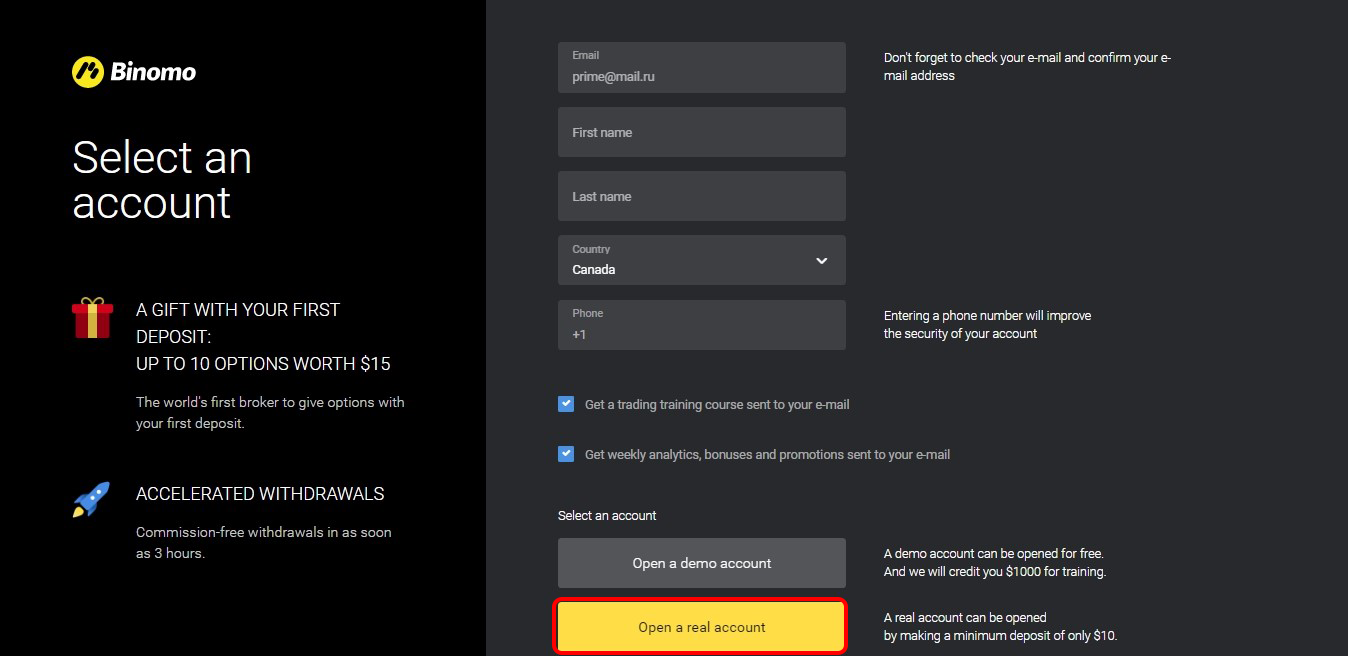 Binomo
Select an
account
A GIFT WITH YOUR FIRST
DEPOSIT:
UP TO 10 OPTIONS WORTH $15
The world's first broker to give options with
your first deposit.
ACCELERATED WITHDRAWALS
Commission-free withdrawals in as soon
as 3 hours.
Email
prime@mail.ru
Don't forget to check your e-mail and confirm your e-
mail address
First name
Last name
Country
Canada
Phone
+1
Entering a phone number will improve
the security of your account
Get a trading training course sent to your e-mail
Get weekly analytics, bonuses and promotions sent to your e-mail
Select an account
Open a demo account
A demo account can be opened for free.
And we will credit you $1000 for training.
Open a real account
A real account can be opened
by making a minimum deposit of only $10.